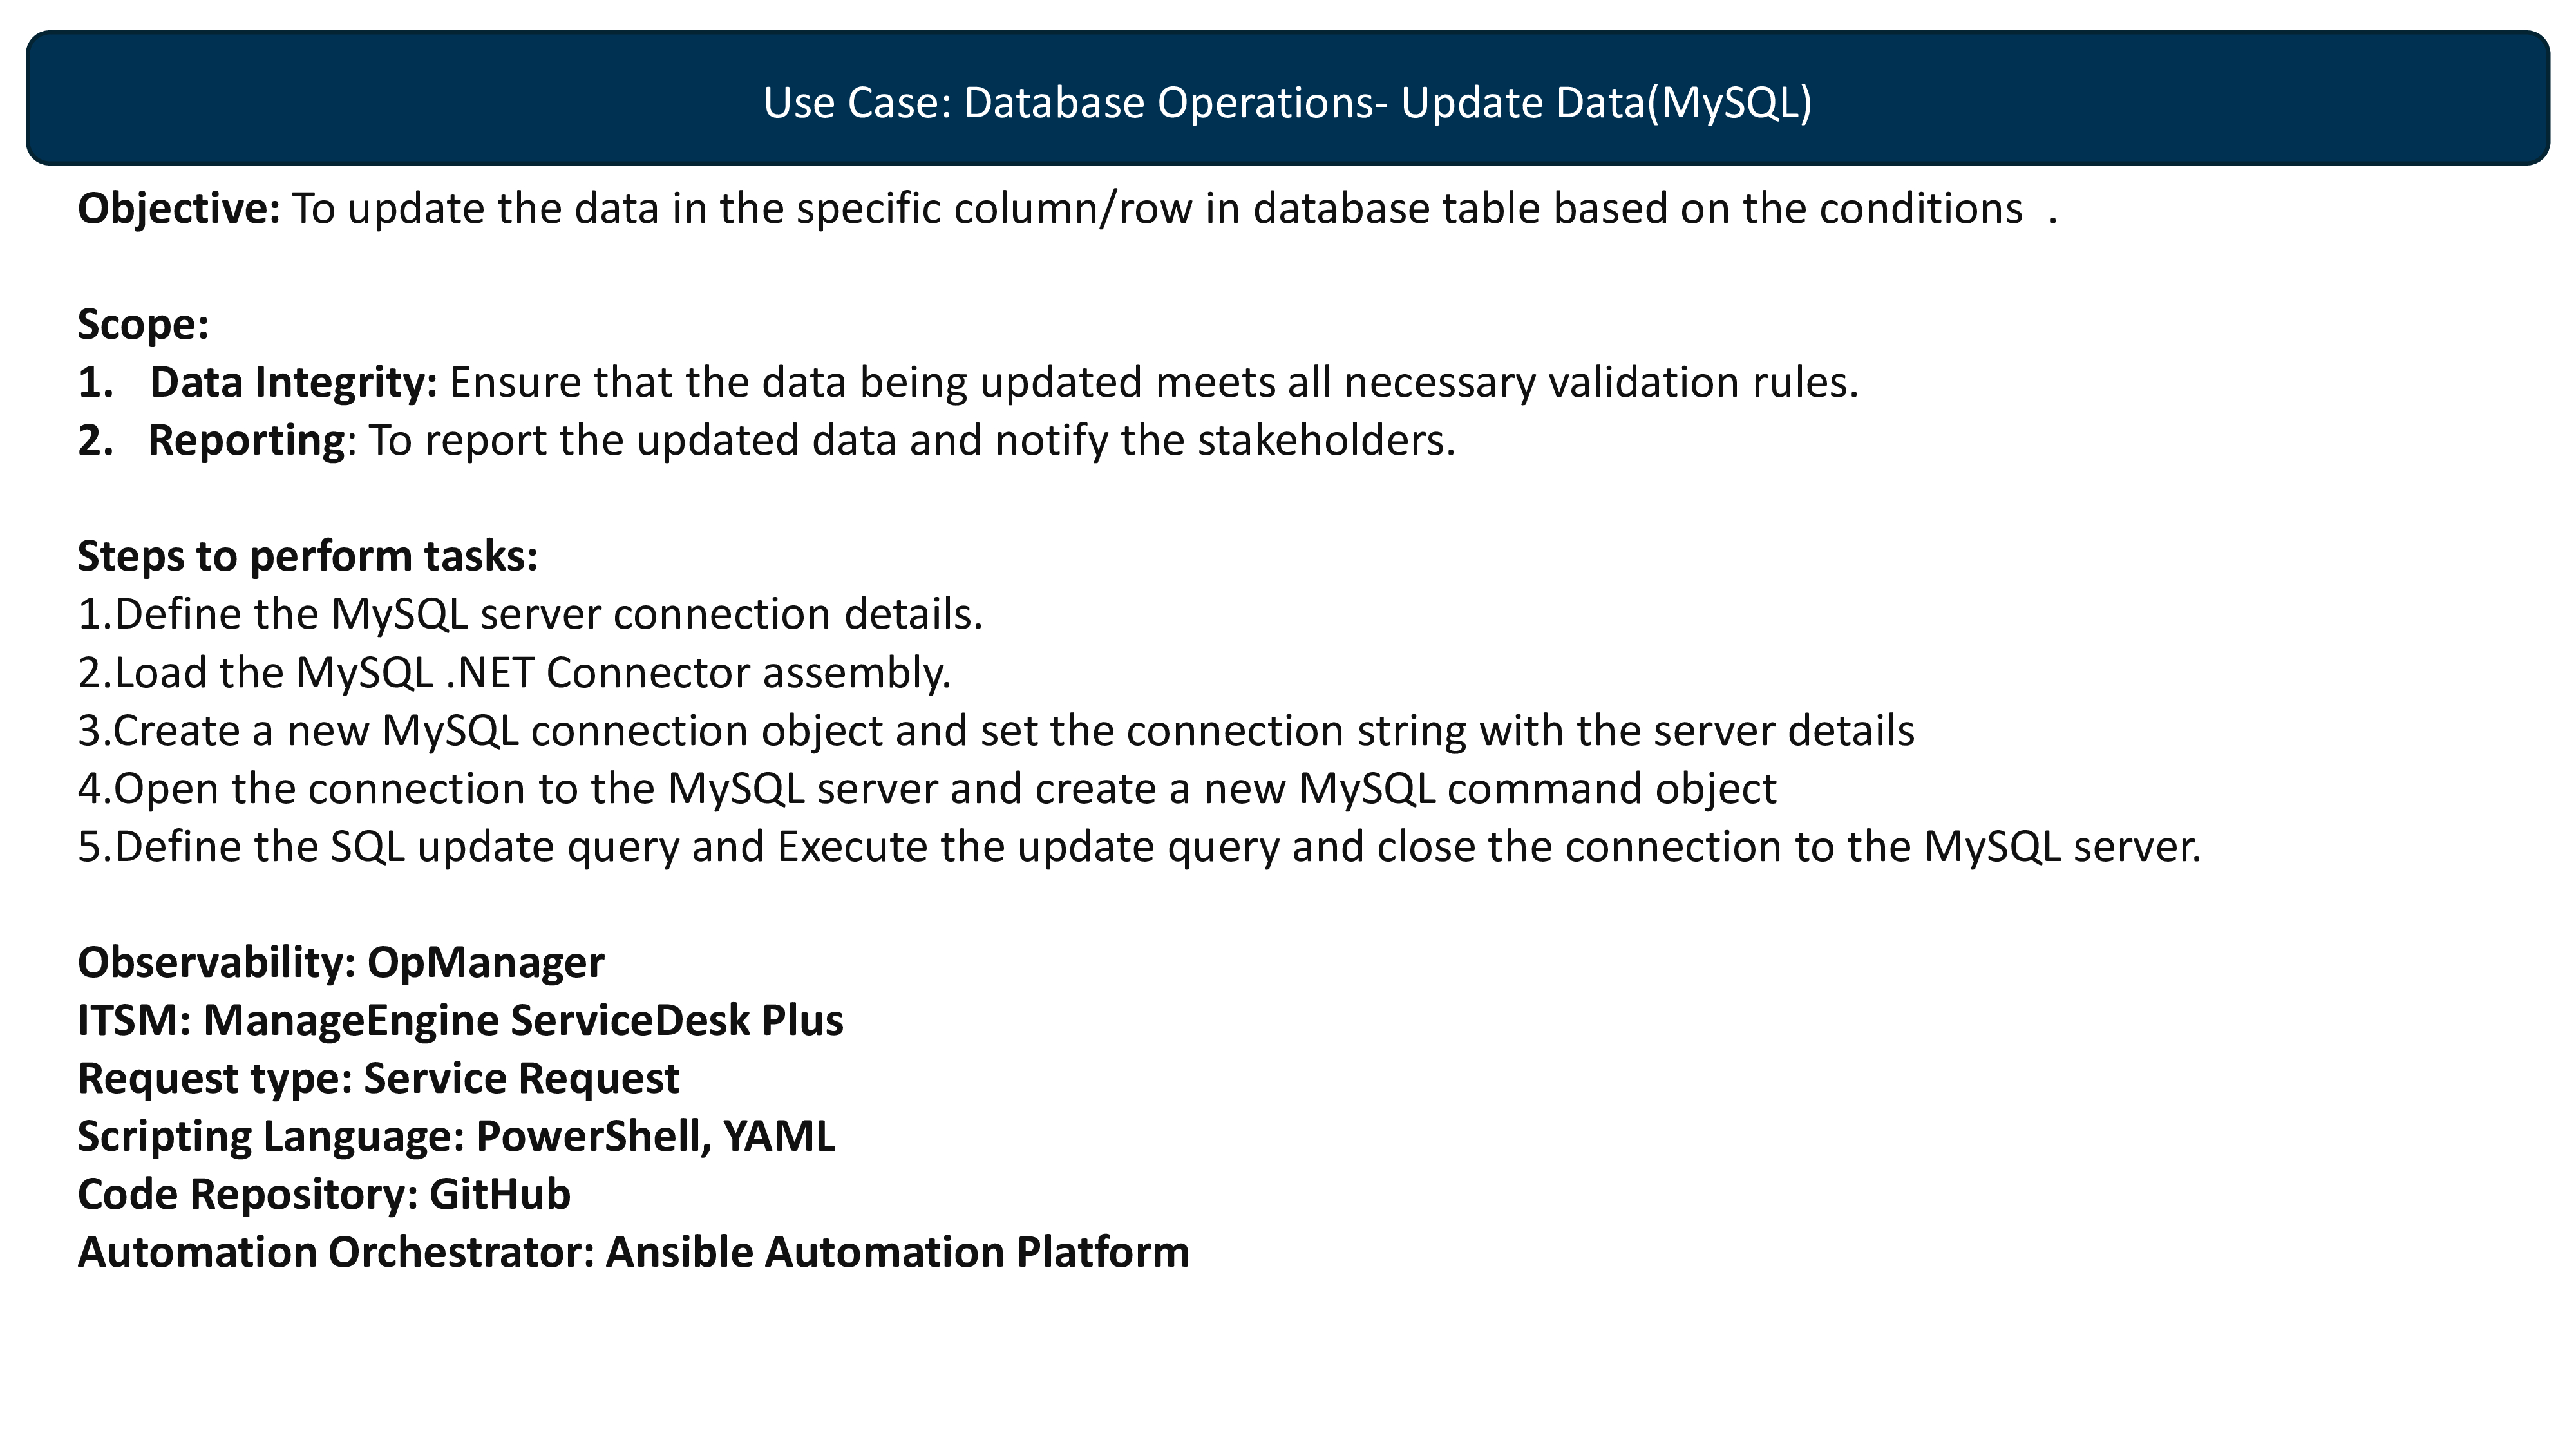 Use Case: Database Operations- Update Data(MySQL)
Objective: To update the data in the specific column/row in database table based on the conditions  .
Scope:
1. Data Integrity: Ensure that the data being updated meets all necessary validation rules.
2. Reporting: To report the updated data and notify the stakeholders.
Steps to perform tasks:
1.Define the MySQL server connection details.
2.Load the MySQL .NET Connector assembly.
3.Create a new MySQL connection object and set the connection string with the server details
4.Open the connection to the MySQL server and create a new MySQL command object
5.Define the SQL update query and Execute the update query and close the connection to the MySQL server.
Observability: OpManager
ITSM: ManageEngine ServiceDesk Plus
Request type: Service Request
Scripting Language: PowerShell, YAML
Code Repository: GitHub
Automation Orchestrator: Ansible Automation Platform